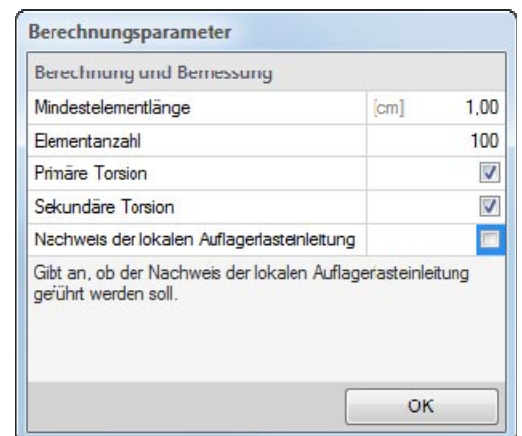 Berechnungsparameter
Berechnung und Bemessung
Mindestelementlänge [cm] 1,00
Elementanzahl 100
Primäre Torsion
Sekundäre Torsion
Nachweis der lokalen Auflagerlasteinleitung
Gibt an, ob der Nachweis der lokalen Auflagerasteinleitung
geführt werden soll.
OK